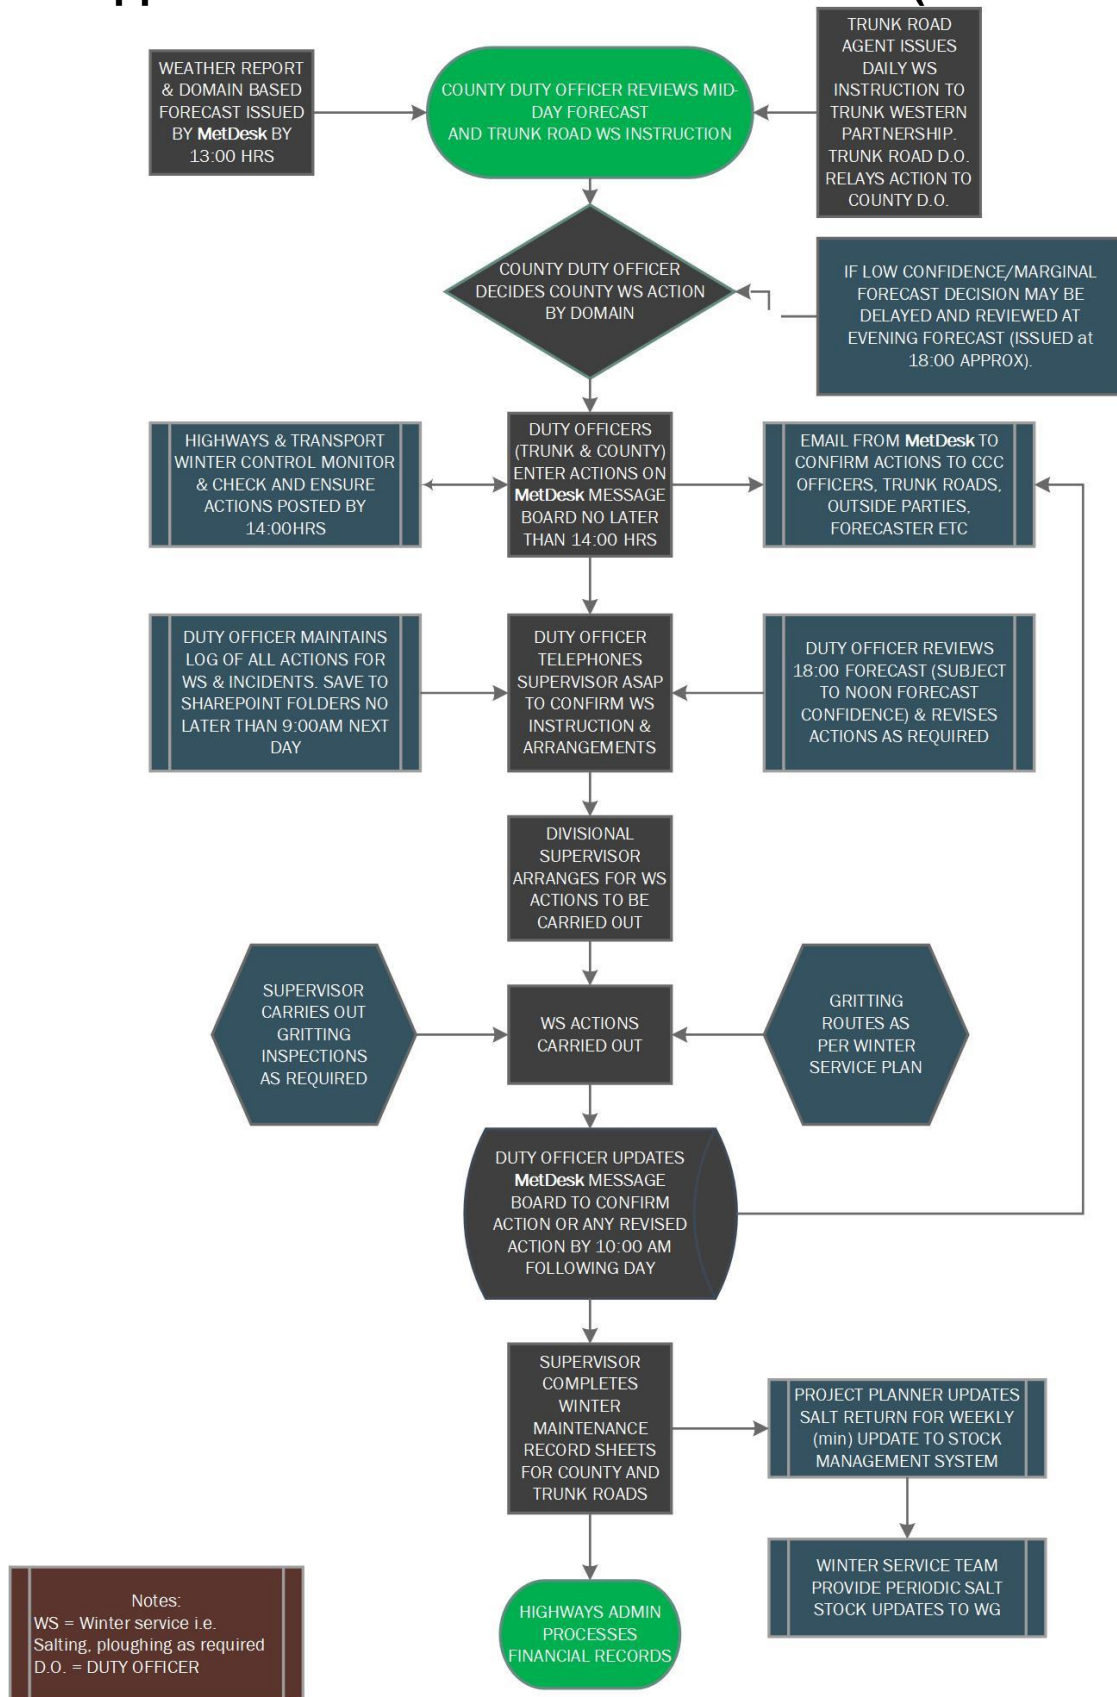 WEATHER REPORT
& DOMAIN BASED
FORECAST ISSUED
BY MetDesk BY
13:00 HRS
COUNTY DUTY OFFICER REVIEWS MID-
DAY FORECAST
AND TRUNK ROAD WS INSTRUCTION
TRUNK ROAD
AGENT ISSUES
DAILY WS
INSTRUCTION TO
TRUNK WESTERN
PARTNERSHIP.
TRUNK ROAD D.O.
RELAYS ACTION TO
COUNTY D.O.
COUNTY DUTY OFFICER
DECIDES COUNTY WS ACTION
BY DOMAIN
IF LOW CONFIDENCE/MARGINAL
FORECAST DECISION MAY BE
DELAYED AND REVIEWED AT
EVENING FORECAST (ISSUED at
18:00 APPROX).
HIGHWAYS & TRANSPORT
WINTER CONTROL MONITOR
& CHECK AND ENSURE
ACTIONS POSTED BY
14:00HRS
DUTY OFFICERS
(TRUNK & COUNTY)
ENTER ACTIONS ON
MetDesk MESSAGE
BOARD NO LATER
THAN 14:00 HRS
EMAIL FROM MetDesk TO
CONFIRM ACTIONS TO CCC
OFFICERS, TRUNK ROADS,
OUTSIDE PARTIES,
FORECASTER ETC
DUTY OFFICER MAINTAINS
LOG OF ALL ACTIONS FOR
WS & INCIDENTS. SAVE TO
SHAREPOINT FOLDERS NO
LATER THAN 9:00AM NEXT
DAY
DUTY OFFICER
TELEPHONES
SUPERVISOR ASAP
TO CONFIRM WS
INSTRUCTION &
ARRANGEMENTS
DUTY OFFICER REVIEWS
18:00 FORECAST (SUBJECT
TO NOON FORECAST
CONFIDENCE) & REVISES
ACTIONS AS REQUIRED
DIVISIONAL
SUPERVISOR
ARRANGES FOR WS
ACTIONS TO BE
CARRIED OUT
SUPERVISOR
CARRIES OUT
GRITTING
INSPECTIONS
AS REQUIRED
WS ACTIONS
CARRIED OUT
GRITTING
ROUTES AS
PER WINTER
SERVICE PLAN
DUTY OFFICER UPDATES
MetDesk MESSAGE
BOARD TO CONFIRM
ACTION OR ANY REVISED
ACTION BY 10:00 AM
FOLLOWING DAY
SUPERVISOR
COMPLETES
WINTER
MAINTENANCE
RECORD SHEETS
FOR COUNTY AND
TRUNK ROADS
PROJECT PLANNER UPDATES
SALT RETURN FOR WEEKLY
(min) UPDATE TO STOCK
MANAGEMENT SYSTEM
WINTER SERVICE TEAM
PROVIDE PERIODIC SALT
STOCK UPDATES TO WG
HIGHWAYS ADMIN
PROCESSES
FINANCIAL RECORDS
Notes:
WS = Winter service i.e.
Salting, ploughing as required
D.O. = DUTY OFFICER